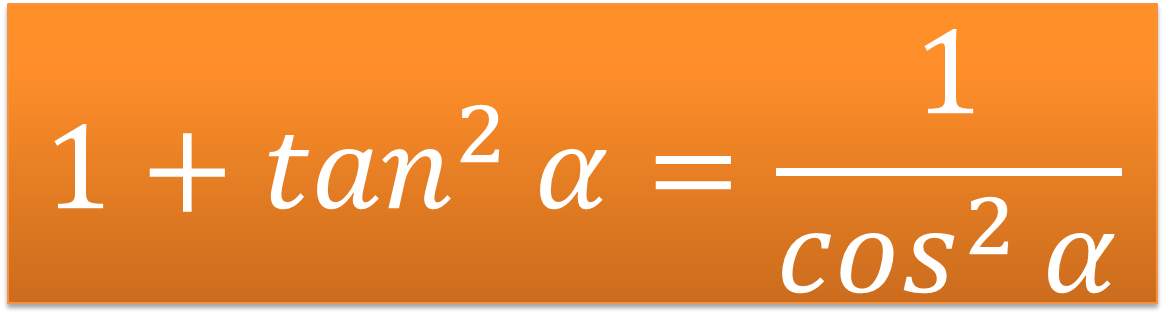 1 + tan² α = 1 / cos² α